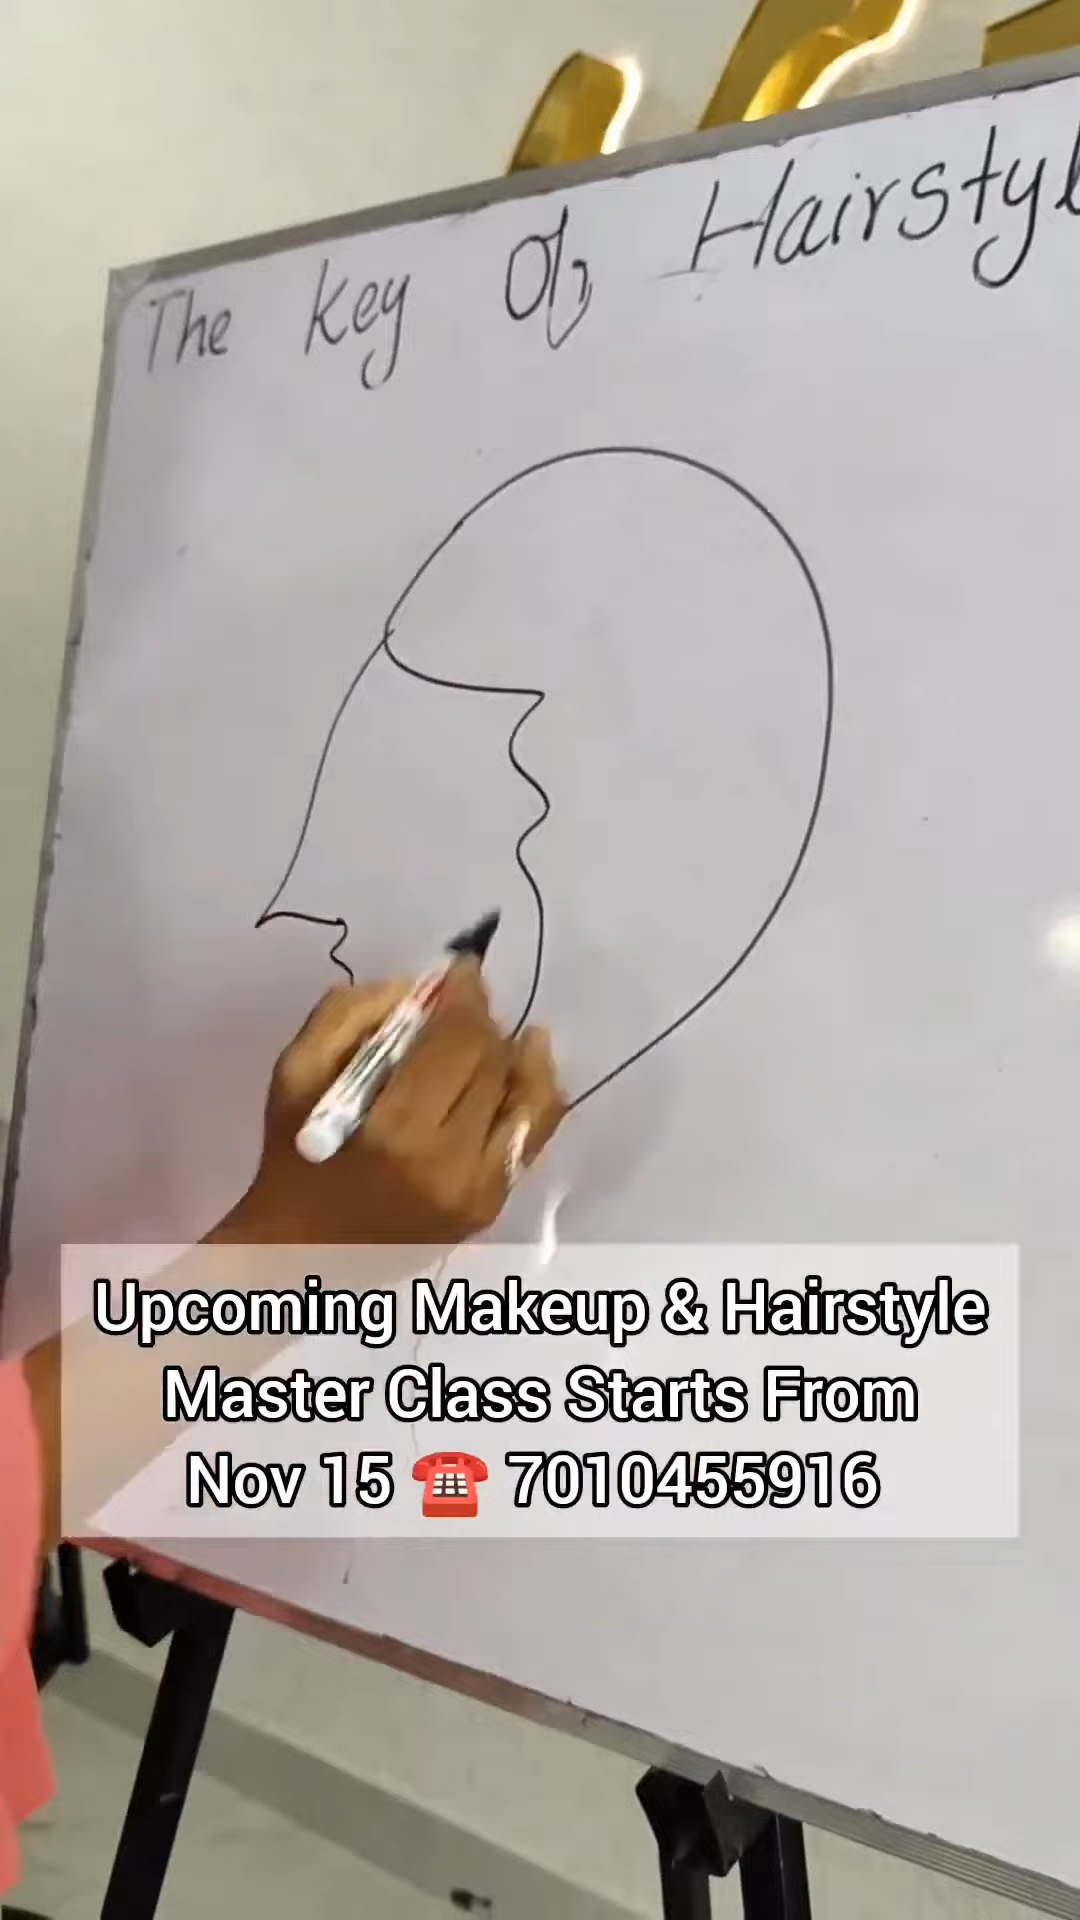 The Key Of Hairstyl
Upcoming Makeup & Hairstyle
Master Class Starts From
Nov 15 ☎️ 7010455916